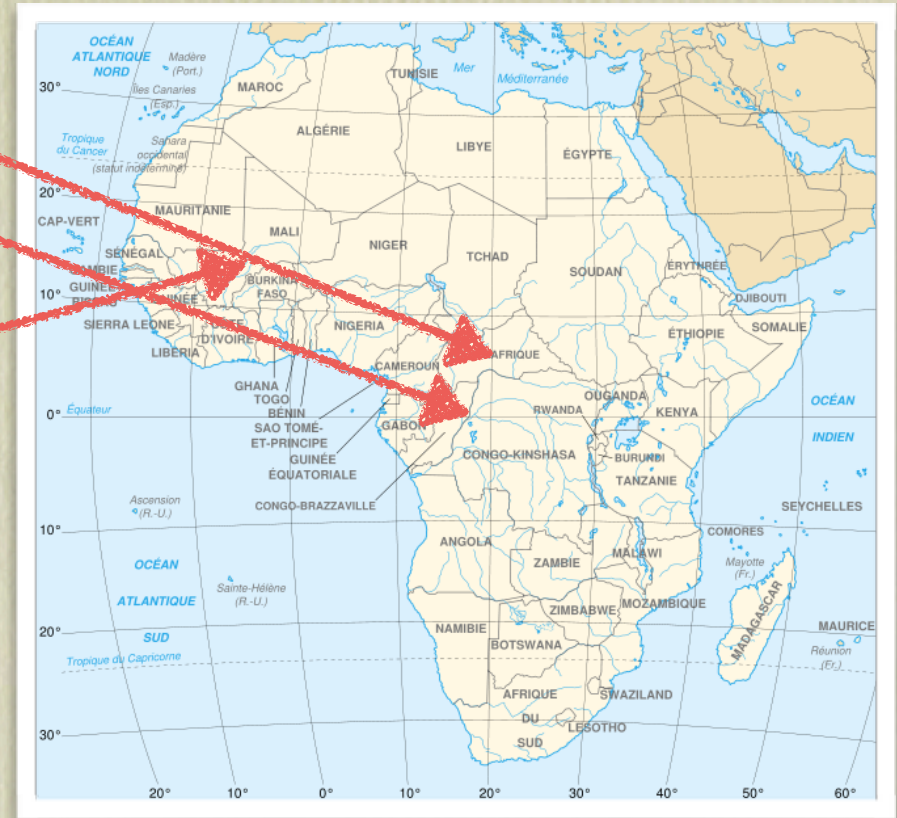 OCÉAN
ATLANTIQUE
NORD
Madère
(Port.)
Îles Canaries
(Esp.)
Mer
Méditerranée
30°
MAROC
TUNISIE
ALGÉRIE
LIBYE
ÉGYPTE
Tropique
du Cancer
Sahara
occidental
(statut indéterminé)
20°
CAP-VERT
MAURITANIE
MALI
NIGER
TCHAD
SOUDAN
ÉRYTHRÉE
SÉNÉGAL
GUINÉE
BURKINA
FASO
10°
DJIBOUTI
SOMALIE
ÉTHIOPIE
SIERRA LEONE
D'IVOIRE
LIBERIA
NIGERIA
CAMEROUN
AFRIQUE
GHANA
TOGO
BÉNIN
SAO TOMÉ-
ET-PRINCIPE
GUINÉE
ÉQUATORIALE
CONGO-BRAZZAVILLE
Équateur
0°
GABON
CONGO-KINSHASA
OUGANDA
RWANDA
KENYA
BURUNDI
TANZANIE
OCÉAN
INDIEN
SEYCHELLES
Ascension
(R.-U.)
10°
ANGOLA
ZAMBIE
MALAWI
COMORES
Mayotte
(Fr.)
OCÉAN
ATLANTIQUE
SUD
Sainte-Hélène
(R.-U.)
ZIMBABWE
MOZAMBIQUE
MADAGASCAR
MAURICE
Réunion
(Fr.)
20°
NAMIBIE
BOTSWANA
Tropique du Capricorne
AFRIQUE
DU
SUD
SWAZILAND
LESOTHO
30°
20°
10°
0°
10°
20°
30°
40°
50°
60°